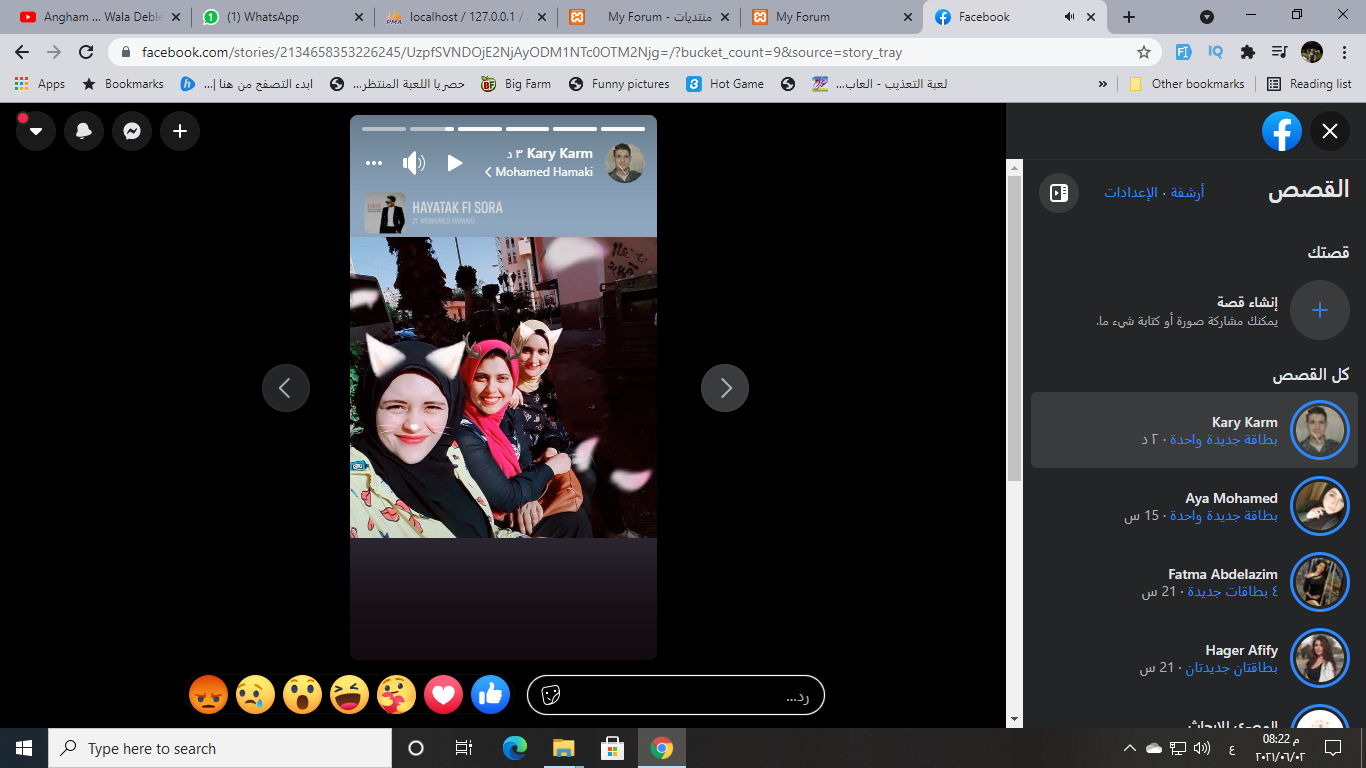 Angham ... Wala Deble
(1) WhatsApp
localhost / 127.0.0.1 /
My Forum - منتديات
My Forum
Facebook
facebook.com/stories/2134658353226245/UzpfSVNDOjE2NjAyODM1NTc0OTM2Njg=/?bucket_count=9&source=story_tray
Apps
Bookmarks
ابدء التصفح من هنا |...
حصريا اللعبة المنتظر...
Big Farm
Funny pictures
Hot Game
لعبة التعذيب - العاب...
»
Other bookmarks
Reading list
Kary Karm ٣ د
Mohamed Hamaki
HAYATAK FI SORA
MOHAMED HAMAKI
رد...
القصص
أرشفة · الإعدادات
قصتك
إنشاء قصة
يمكنك مشاركة صورة أو كتابة شيء ما.
كل القصص
Kary Karm
بطاقة جديدة واحدة · ٢ د
Aya Mohamed
بطاقة جديدة واحدة · 15 س
Fatma Abdelazim
٤ بطاقات جديدة · 21 س
Hager Afify
بطاقتان جديدتان · 21 س
Type here to search
ع
08:22 م
٢٠٢١/٠٦/٠٢